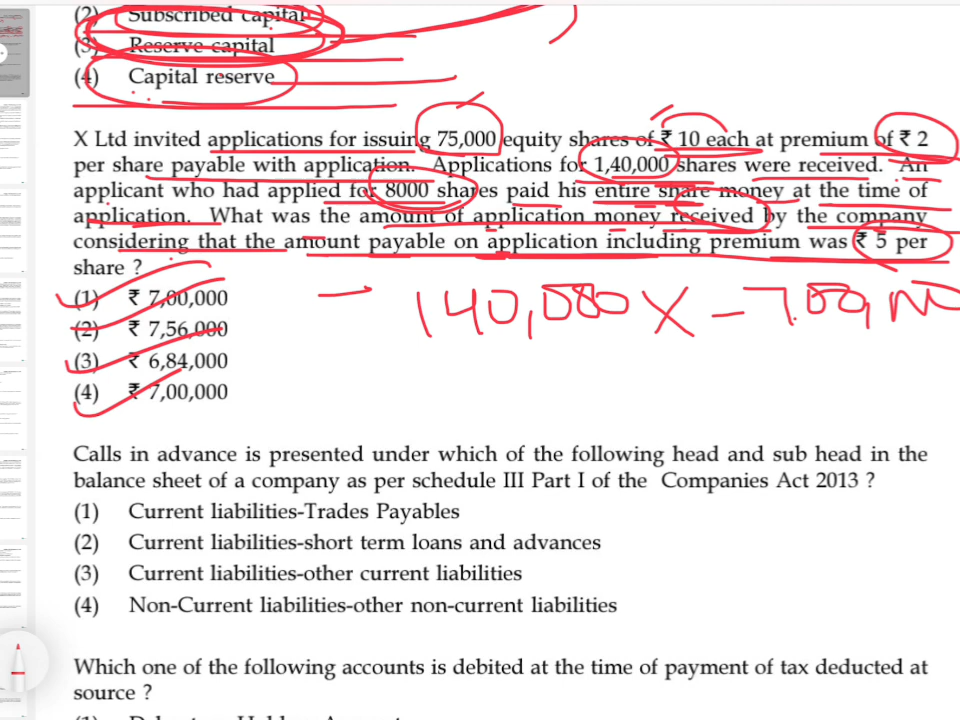 (2) Subscribed capital
(3) Reserve capital
(4) Capital reserve
X Ltd invited applications for issuing 75,000 equity shares of ₹ 10 each at premium of ₹ 2
per share payable with application. Applications for 1,40,000 shares were received. An
applicant who had applied for 8000 shares paid his entire share money at the time of
application. What was the amount of application money received by the company
considering that the amount payable on application including premium was ₹ 5 per
share ?
(1) ₹ 7,00,000
(2) ₹ 7,56,000
(3) ₹ 6,84,000
(4) ₹ 7,00,000
Calls in advance is presented under which of the following head and sub head in the
balance sheet of a company as per schedule III Part I of the Companies Act 2013 ?
(1) Current liabilities-Trades Payables
(2) Current liabilities-short term loans and advances
(3) Current liabilities-other current liabilities
(4) Non-Current liabilities-other non-current liabilities
Which one of the following accounts is debited at the time of payment of tax deducted at
source ?